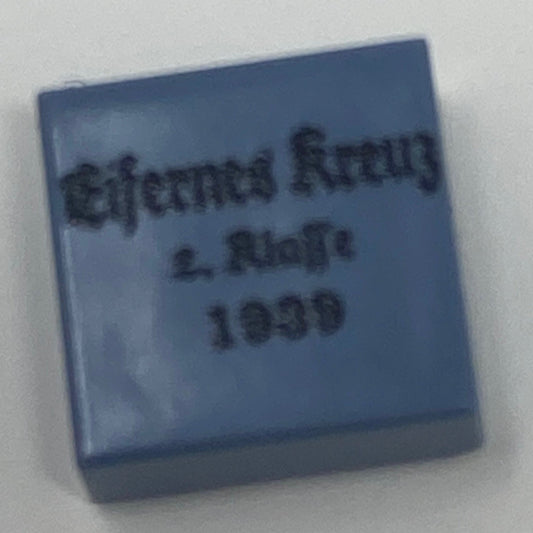 Eisernes Kreuz
2. Klasse
1939